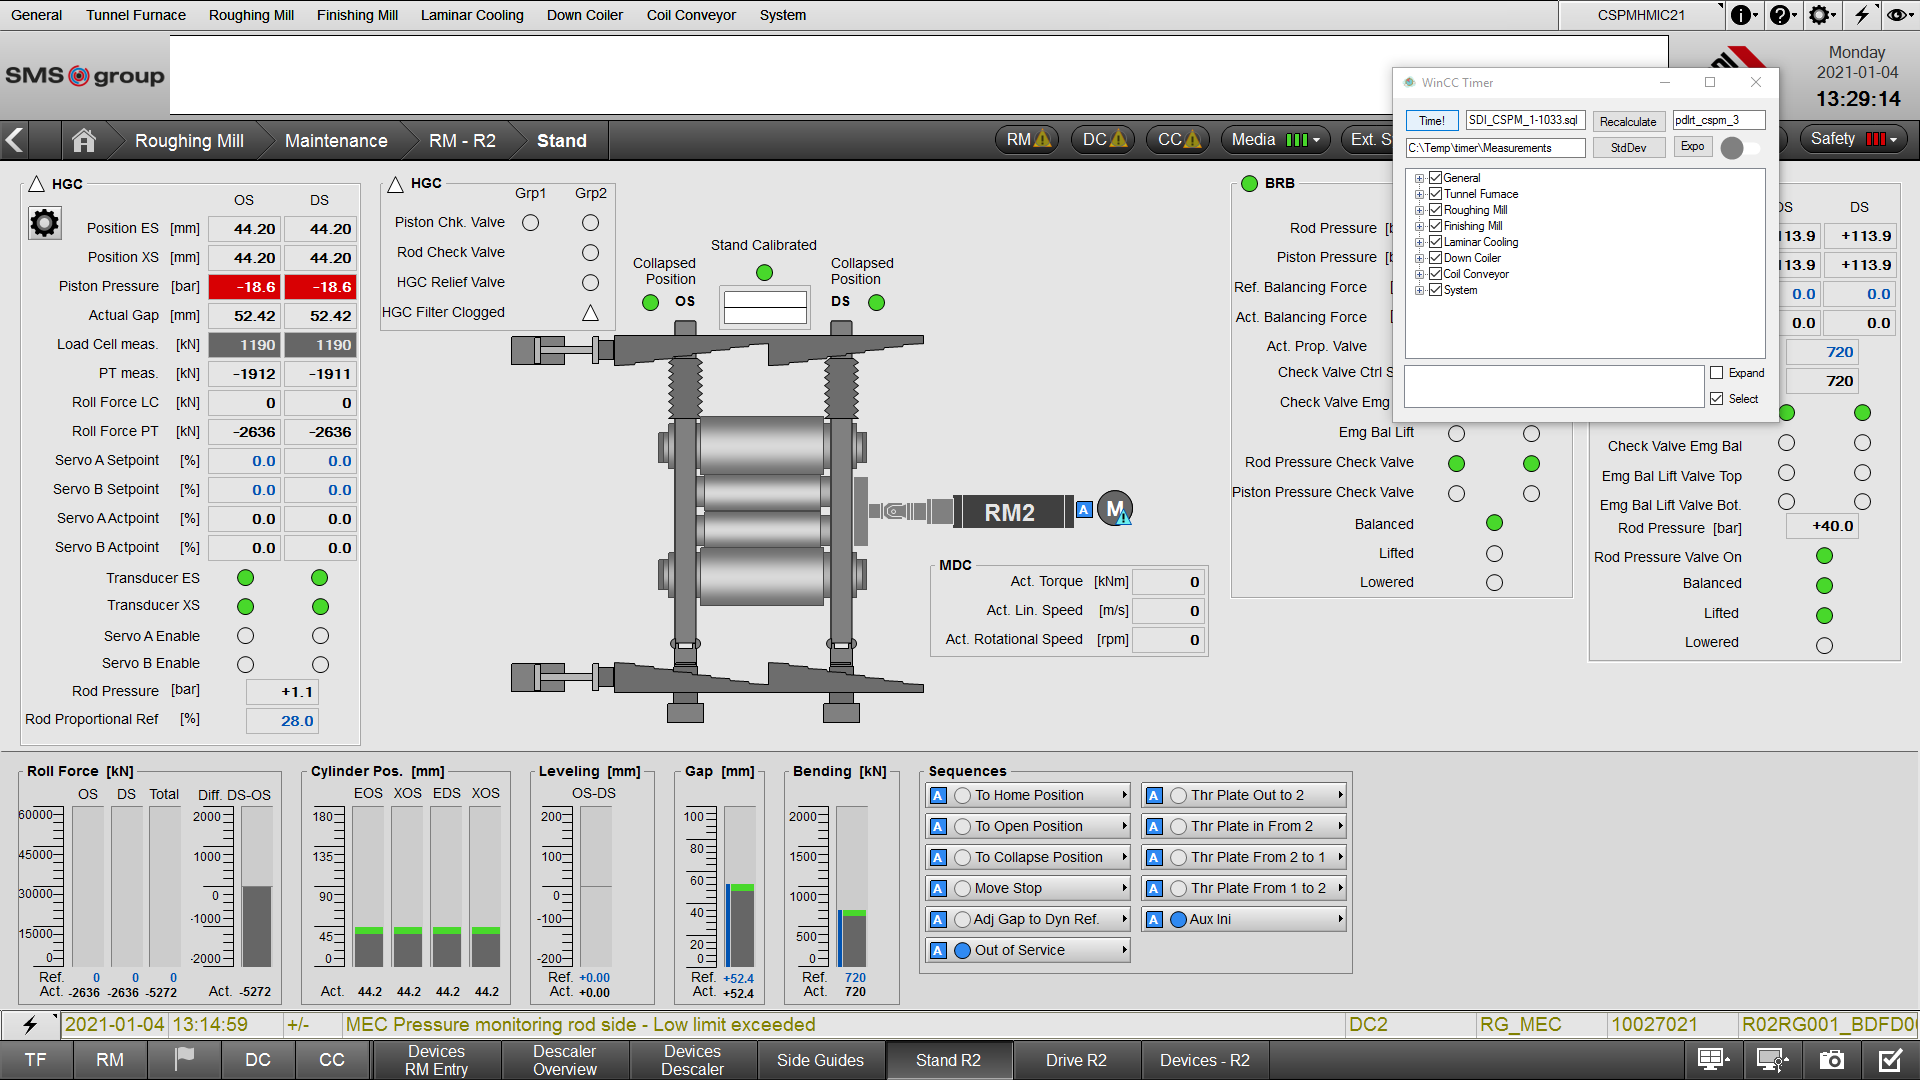 General Tunnel Furnace Roughing Mill Finishing Mill Laminar Cooling Down Coiler Coil Conveyor System CSPMHMIC21
SMS group
Monday
2021-01-04
13:29:14
Roughing Mill Maintenance RM - R2 Stand RM DC CC Media Ext. S Safety
WinCC Timer
Time! SDI_CSPM_1-1033.sql Recalculate pdlrt_cspm_3
C:\Temp\timer\Measurements StdDev Expo
General
Tunnel Furnace
Roughing Mill
Finishing Mill
Laminar Cooling
Down Coiler
Coil Conveyor
System
Expand
Select
HGC
OS DS
Position ES [mm] 44.20 44.20
Position XS [mm] 44.20 44.20
Piston Pressure [bar] -18.6 -18.6
Actual Gap [mm] 52.42 52.42
Load Cell meas. [kN] 1190 1190
PT meas. [kN] -1912 -1911
Roll Force LC [kN] 0 0
Roll Force PT [kN] -2636 -2636
Servo A Setpoint [%] 0.0 0.0
Servo B Setpoint [%] 0.0 0.0
Servo A Actpoint [%] 0.0 0.0
Servo B Actpoint [%] 0.0 0.0
Transducer ES
Transducer XS
Servo A Enable
Servo B Enable
Rod Pressure [bar] +1.1
Rod Proportional Ref [%] 28.0
HGC
Grp1 Grp2
Piston Chk. Valve
Rod Check Valve
HGC Relief Valve
HGC Filter Clogged
Stand Calibrated
Collapsed Position OS
Collapsed Position DS
RM2 A M
MDC
Act. Torque [kNm] 0
Act. Lin. Speed [m/s] 0
Act. Rotational Speed [rpm] 0
BRB
Rod Pressure
Piston Pressure
Ref. Balancing Force
Act. Balancing Force
Act. Prop. Valve
Check Valve Ctrl S
Check Valve Emg
Emg Bal Lift
Rod Pressure Check Valve
Piston Pressure Check Valve
Balanced
Lifted
Lowered
OS DS
113.9 +113.9
113.9 +113.9
0.0 0.0
0.0 0.0
720
720
Check Valve Emg Bal
Emg Bal Lift Valve Top
Emg Bal Lift Valve Bot.
Rod Pressure [bar] +40.0
Rod Pressure Valve On
Balanced
Lifted
Lowered
Roll Force [kN]
OS DS Total Diff. DS-OS
60000
45000
30000
15000
0
2000
1000
0
-1000
-2000
Ref. 0 0 0
Act. -2636 -2636 -5272 Act. -5272
Cylinder Pos. [mm]
EOS XOS EDS XOS
180
135
90
45
0
Act. 44.2 44.2 44.2 44.2
Leveling [mm]
OS-DS
200
100
0
-100
-200
Ref. +0.00
Act. +0.00
Gap [mm]
100
80
60
40
20
0
Ref. +52.4
Act. +52.4
Bending [kN]
2000
1500
1000
500
0
Ref. 720
Act. 720
Sequences
A To Home Position A Thr Plate Out to 2
A To Open Position A Thr Plate in From 2
A To Collapse Position A Thr Plate From 2 to 1
A Move Stop A Thr Plate From 1 to 2
A Adj Gap to Dyn Ref. A Aux Ini
A Out of Service
2021-01-04 13:14:59 +/- MEC Pressure monitoring rod side - Low limit exceeded DC2 RG_MEC 10027021 R02RG001_BDFD0
TF RM DC CC Devices RM Entry Descaler Overview Devices Descaler Side Guides Stand R2 Drive R2 Devices - R2